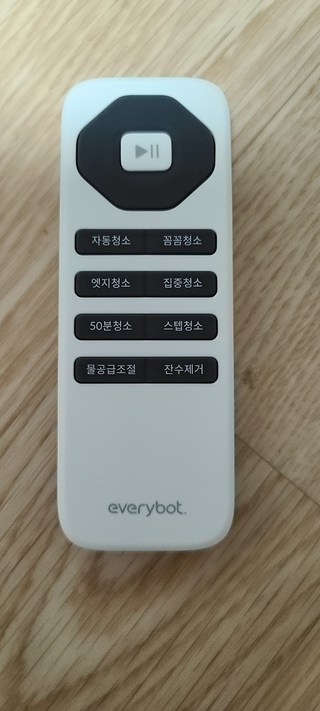 자동청소 꼼꼼청소
엣지청소 집중청소
50분청소 스텝청소
물공급조절 잔수제거
everybot.